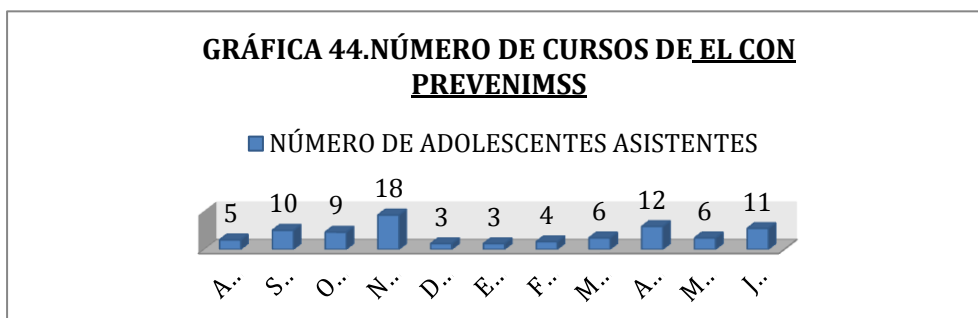 GRÁFICA 44.NÚMERO DE CURSOS DE EL CON
PREVENIMSS
NÚMERO DE ADOLESCENTES ASISTENTES
5 10 9 18 3 3 4 6 12 6 11
A.. S.. O.. N.. D.. E.. F.. M.. A.. M.. J..